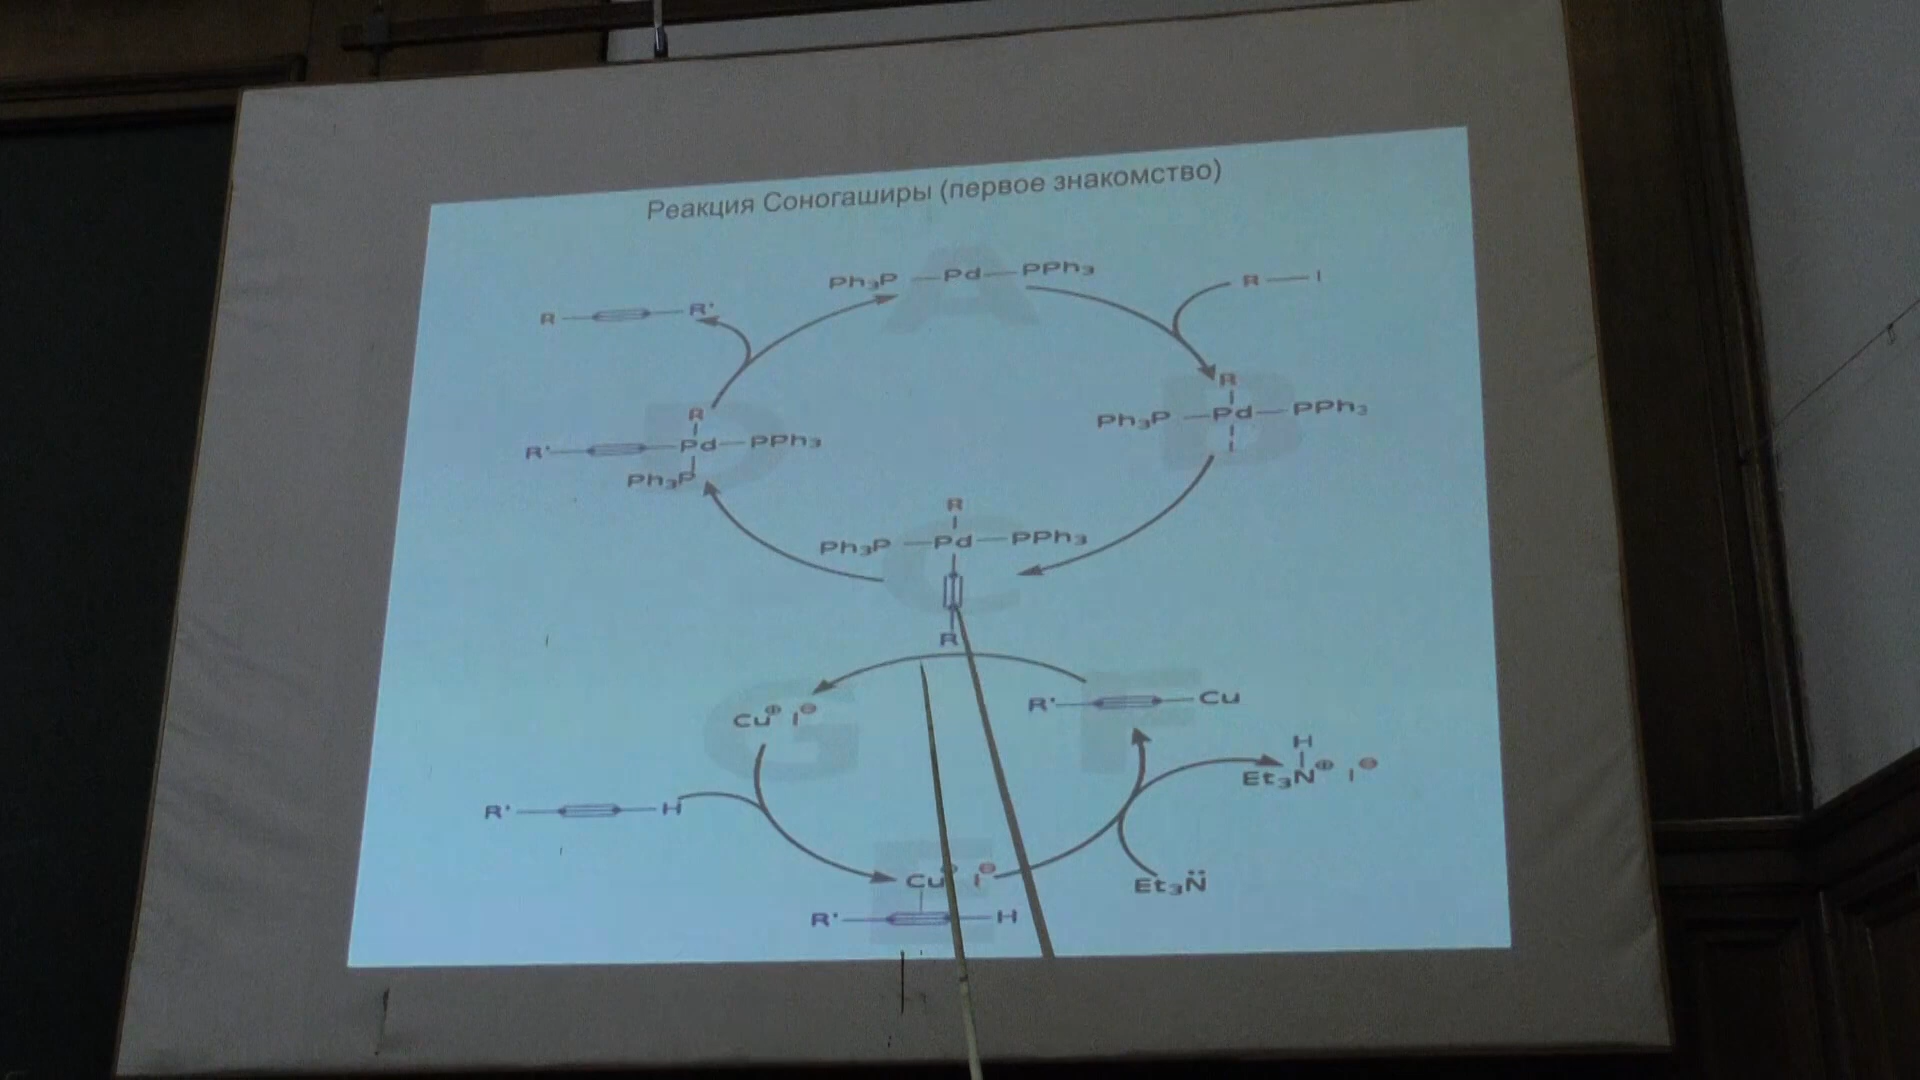 Реакция Соногаширы (первое знакомство)
A
Ph₃P—Pd—PPh₃
R—I
R—≡—R'
R
Ph₃P—Pd—PPh₃
I
B
R
R'—≡—Pd—PPh₃
Ph₃P
D
R
Ph₃P—Pd—PPh₃
R
C
R'—≡—Cu
F
Cu⊕ I⊖
G
H
Et₃N⊕ I⊖
R'—≡—H
Et₃N̈
Cu I⊖
R'—≡—H
E